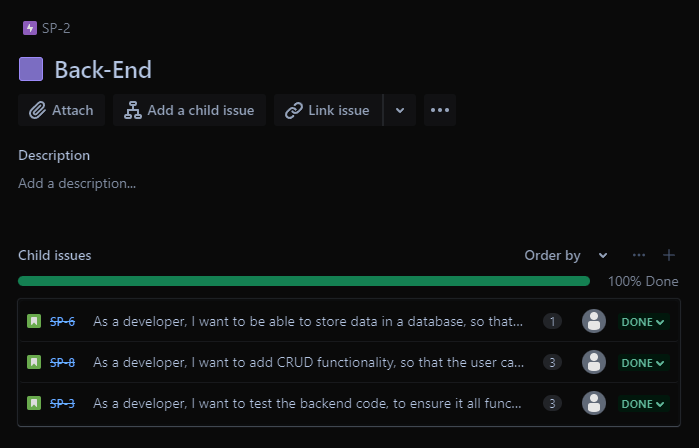 SP-2
Back-End
Attach Add a child issue Link issue
Description
Add a description...
Child issues Order by
100% Done
SP-6 As a developer, I want to be able to store data in a database, so that... 1 DONE
SP-8 As a developer, I want to add CRUD functionality, so that the user ca... 3 DONE
SP-3 As a developer, I want to test the backend code, to ensure it all func... 3 DONE